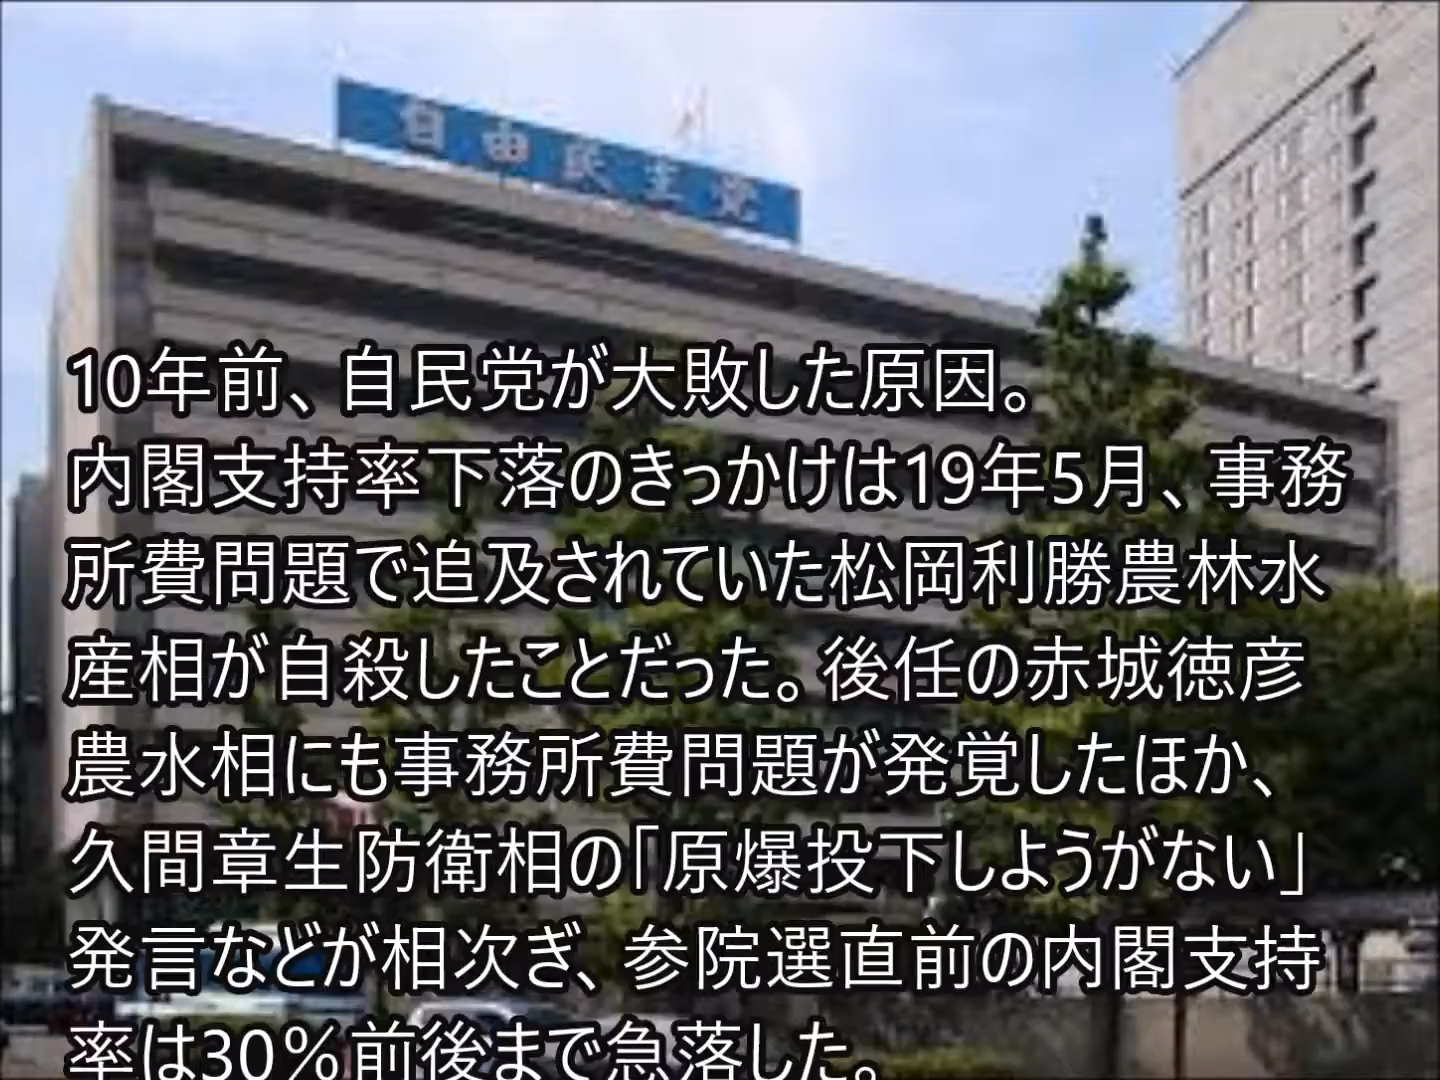 自由民主党
10年前、自民党が大敗した原因。
内閣支持率下落のきっかけは19年5月、事務
所費問題で追及されていた松岡利勝農林水
産相が自殺したことだった。後任の赤城徳彦
農水相にも事務所費問題が発覚したほか、
久間章生防衛相の「原爆投下しようがない」
発言などが相次ぎ、参院選直前の内閣支持
率は30％前後まで急落した。